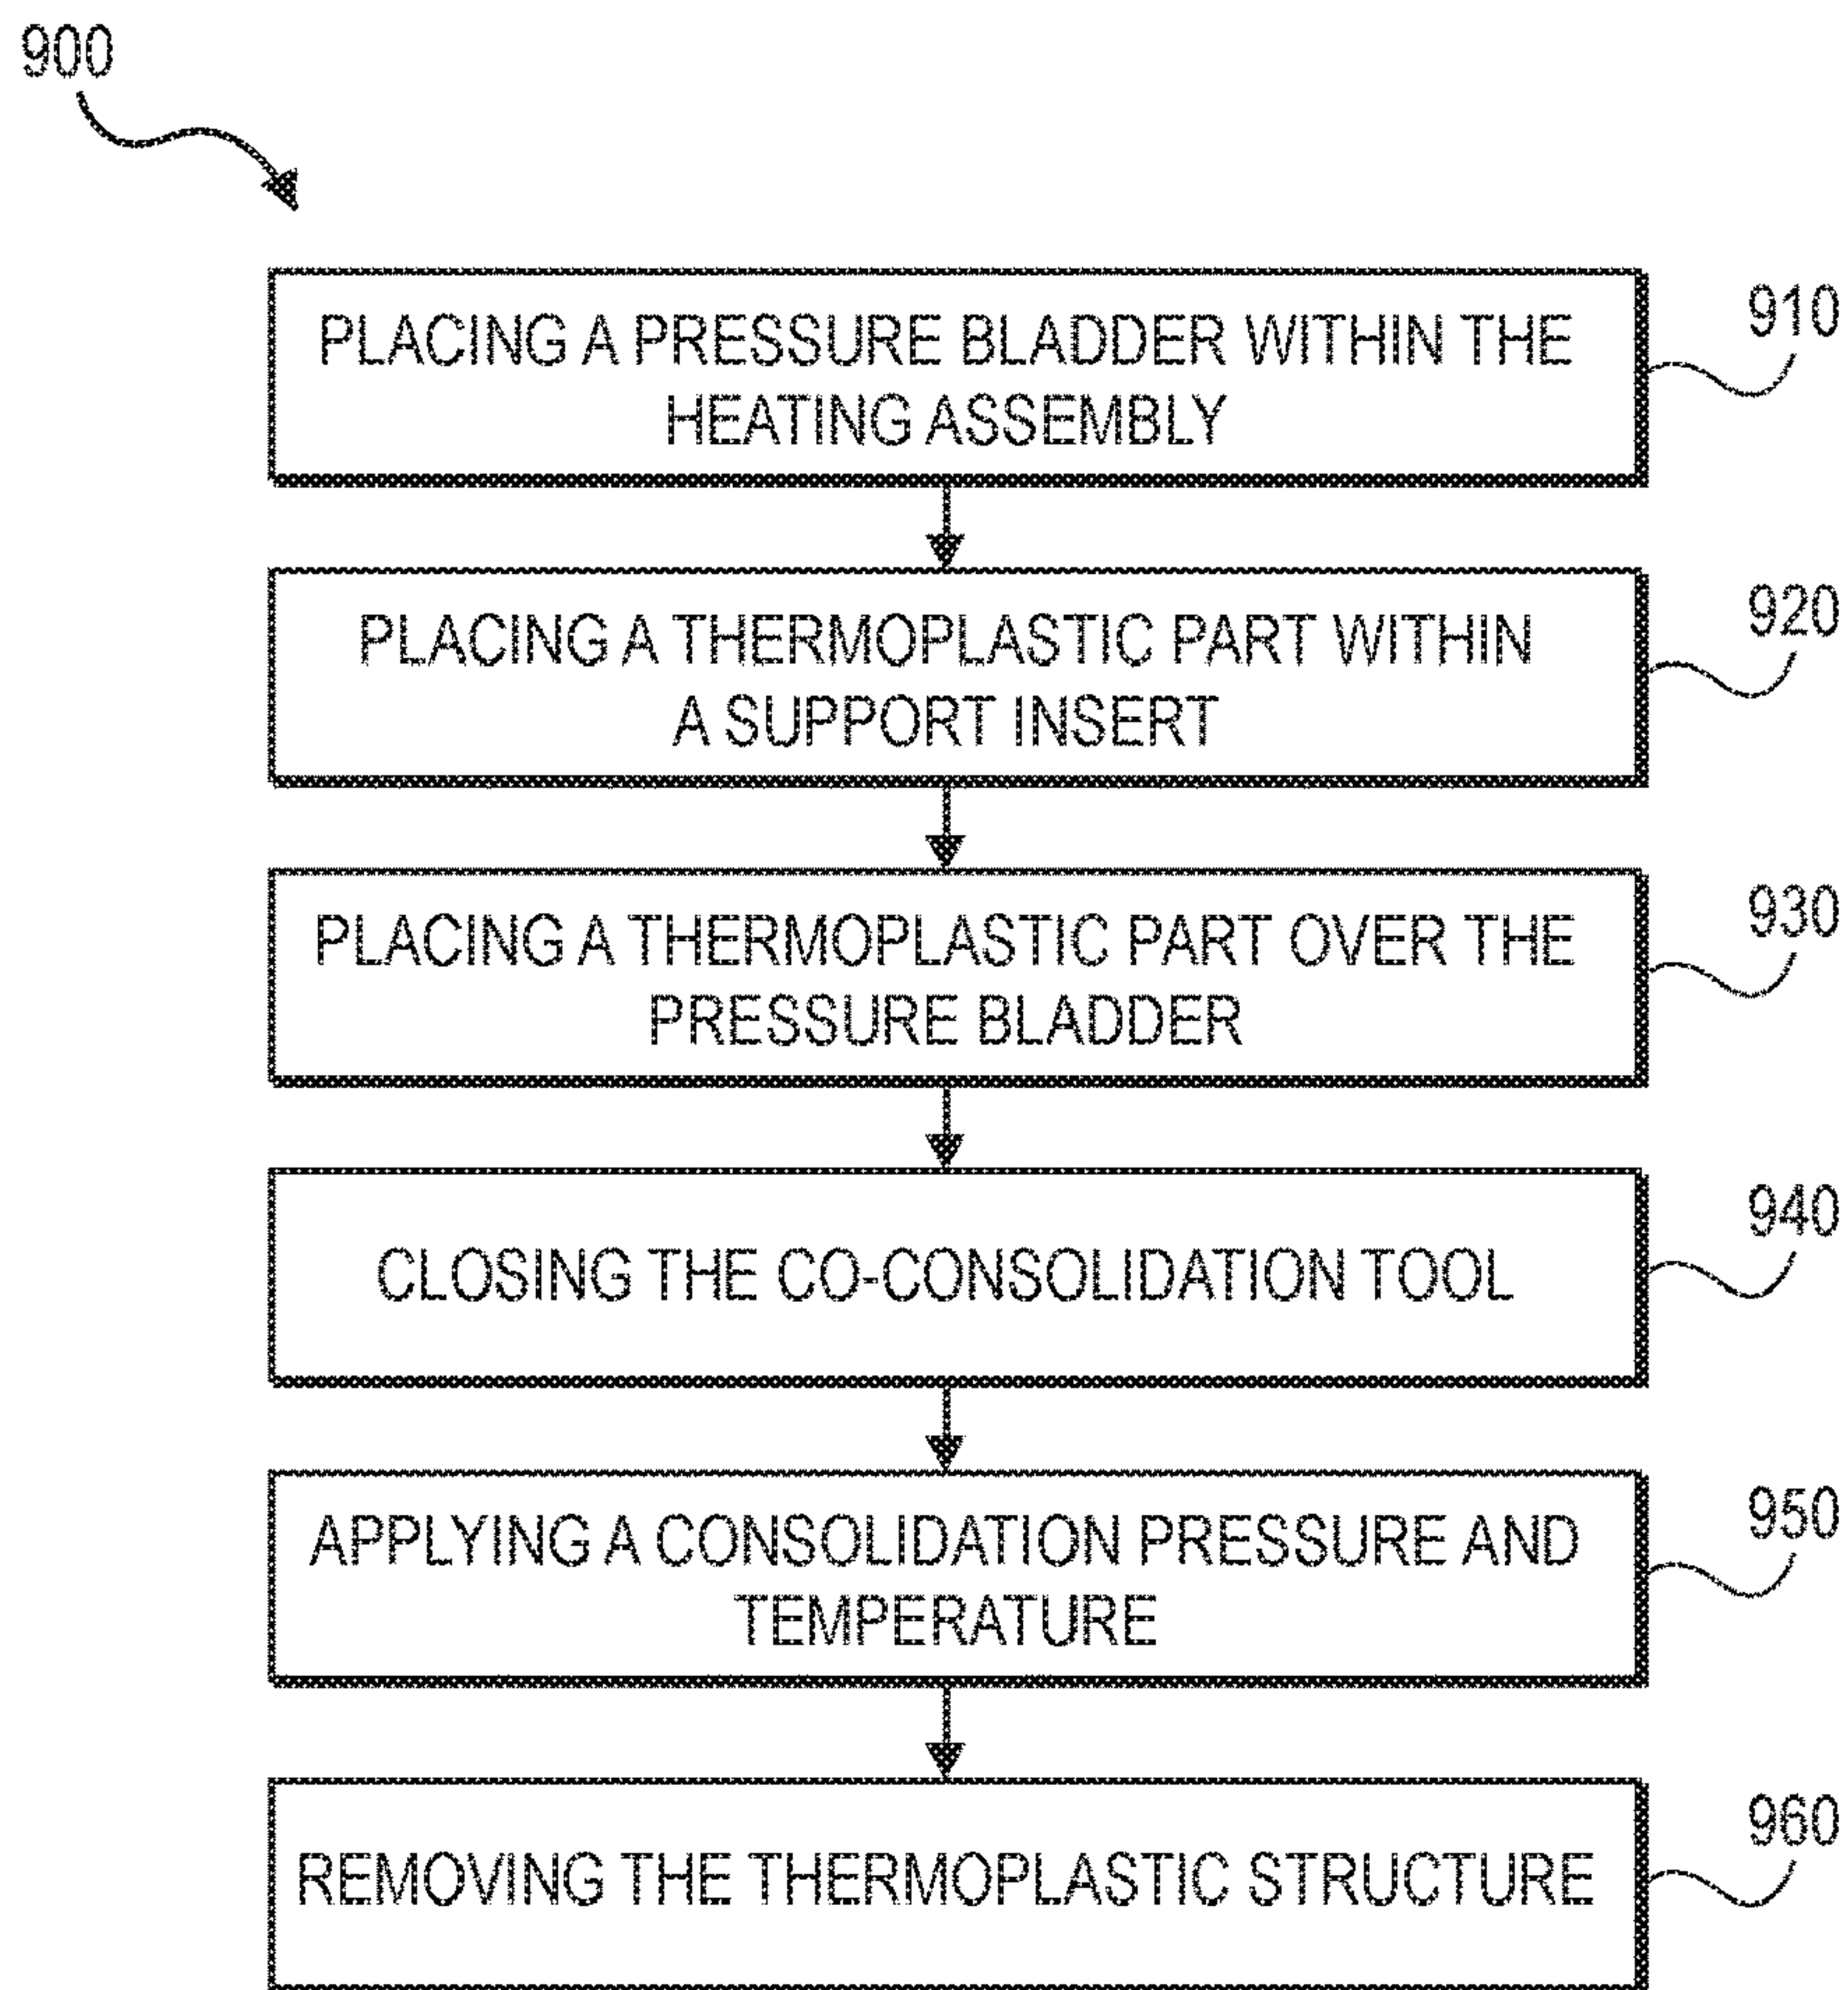 900
PLACING A PRESSURE BLADDER WITHIN THE
HEATING ASSEMBLY
910
PLACING A THERMOPLASTIC PART WITHIN
A SUPPORT INSERT
920
PLACING A THERMOPLASTIC PART OVER THE
PRESSURE BLADDER
930
CLOSING THE CO-CONSOLIDATION TOOL
940
APPLYING A CONSOLIDATION PRESSURE AND
TEMPERATURE
950
REMOVING THE THERMOPLASTIC STRUCTURE
960